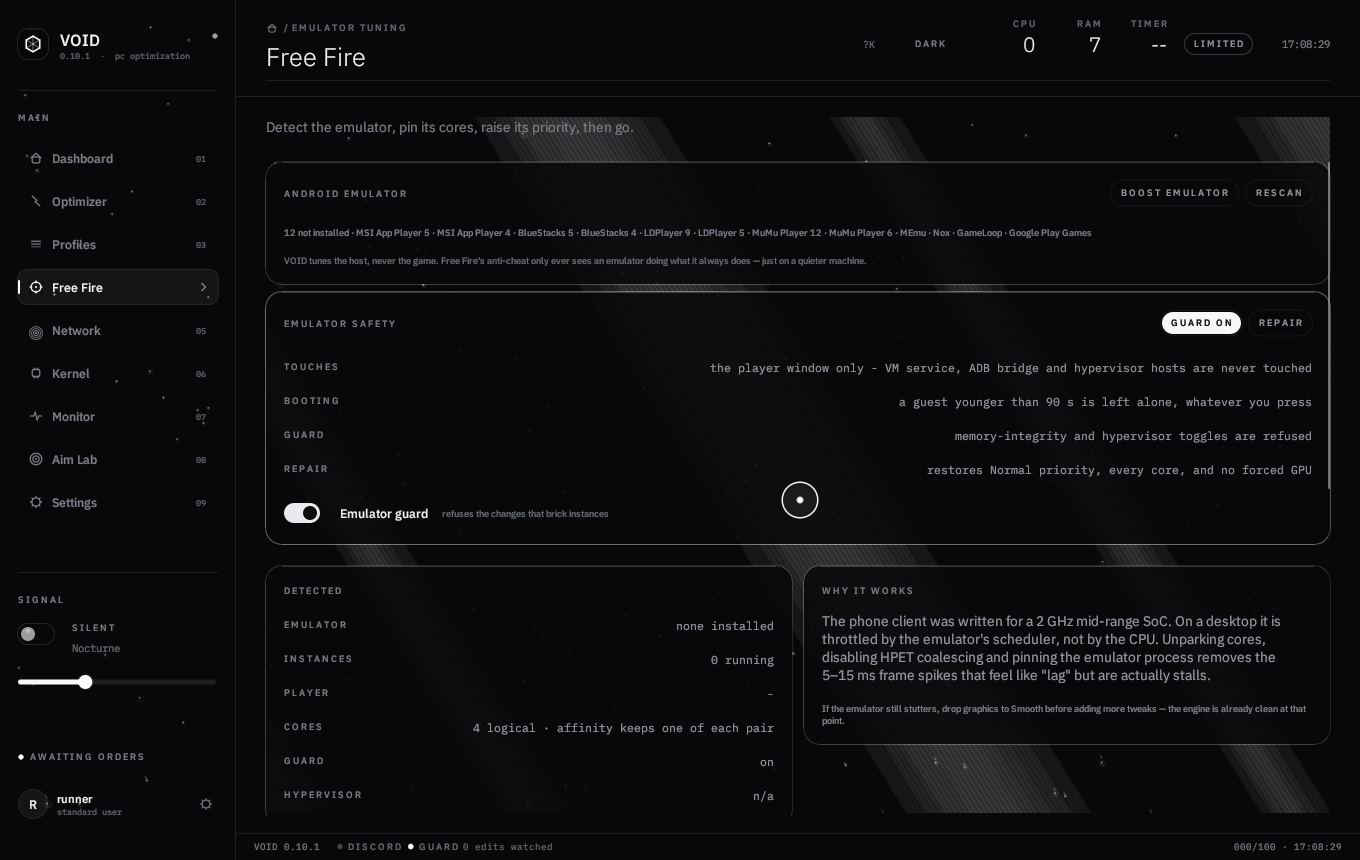 VOID
0.10.1 · pc optimization
MAIN
Dashboard 01
Optimizer 02
Profiles 03
Free Fire
Network 05
Kernel 06
Monitor 07
Aim Lab 08
Settings 09
SIGNAL
SILENT
Nocturne
AWAITING ORDERS
R
runner
standard user
/ EMULATOR TUNING
Free Fire
?K
DARK
CPU
0
RAM
7
TIMER
--
LIMITED
17:08:29
Detect the emulator, pin its cores, raise its priority, then go.
ANDROID EMULATOR
BOOST EMULATOR
RESCAN
12 not installed · MSI App Player 5 · MSI App Player 4 · BlueStacks 5 · BlueStacks 4 · LDPlayer 9 · LDPlayer 5 · MuMu Player 12 · MuMu Player 6 · MEmu · Nox · GameLoop · Google Play Games
VOID tunes the host, never the game. Free Fire's anti-cheat only ever sees an emulator doing what it always does — just on a quieter machine.
EMULATOR SAFETY
GUARD ON
REPAIR
TOUCHES the player window only - VM service, ADB bridge and hypervisor hosts are never touched
BOOTING a guest younger than 90 s is left alone, whatever you press
GUARD memory-integrity and hypervisor toggles are refused
REPAIR restores Normal priority, every core, and no forced GPU
Emulator guard refuses the changes that brick instances
DETECTED
EMULATOR none installed
INSTANCES 0 running
PLAYER -
CORES 4 logical · affinity keeps one of each pair
GUARD on
HYPERVISOR n/a
WHY IT WORKS
The phone client was written for a 2 GHz mid-range SoC. On a desktop it is
throttled by the emulator's scheduler, not by the CPU. Unparking cores,
disabling HPET coalescing and pinning the emulator process removes the
5–15 ms frame spikes that feel like "lag" but are actually stalls.
If the emulator still stutters, drop graphics to Smooth before adding more tweaks — the engine is already clean at that
point.
VOID 0.10.1 DISCORD GUARD 0 edits watched
000/100 · 17:08:29